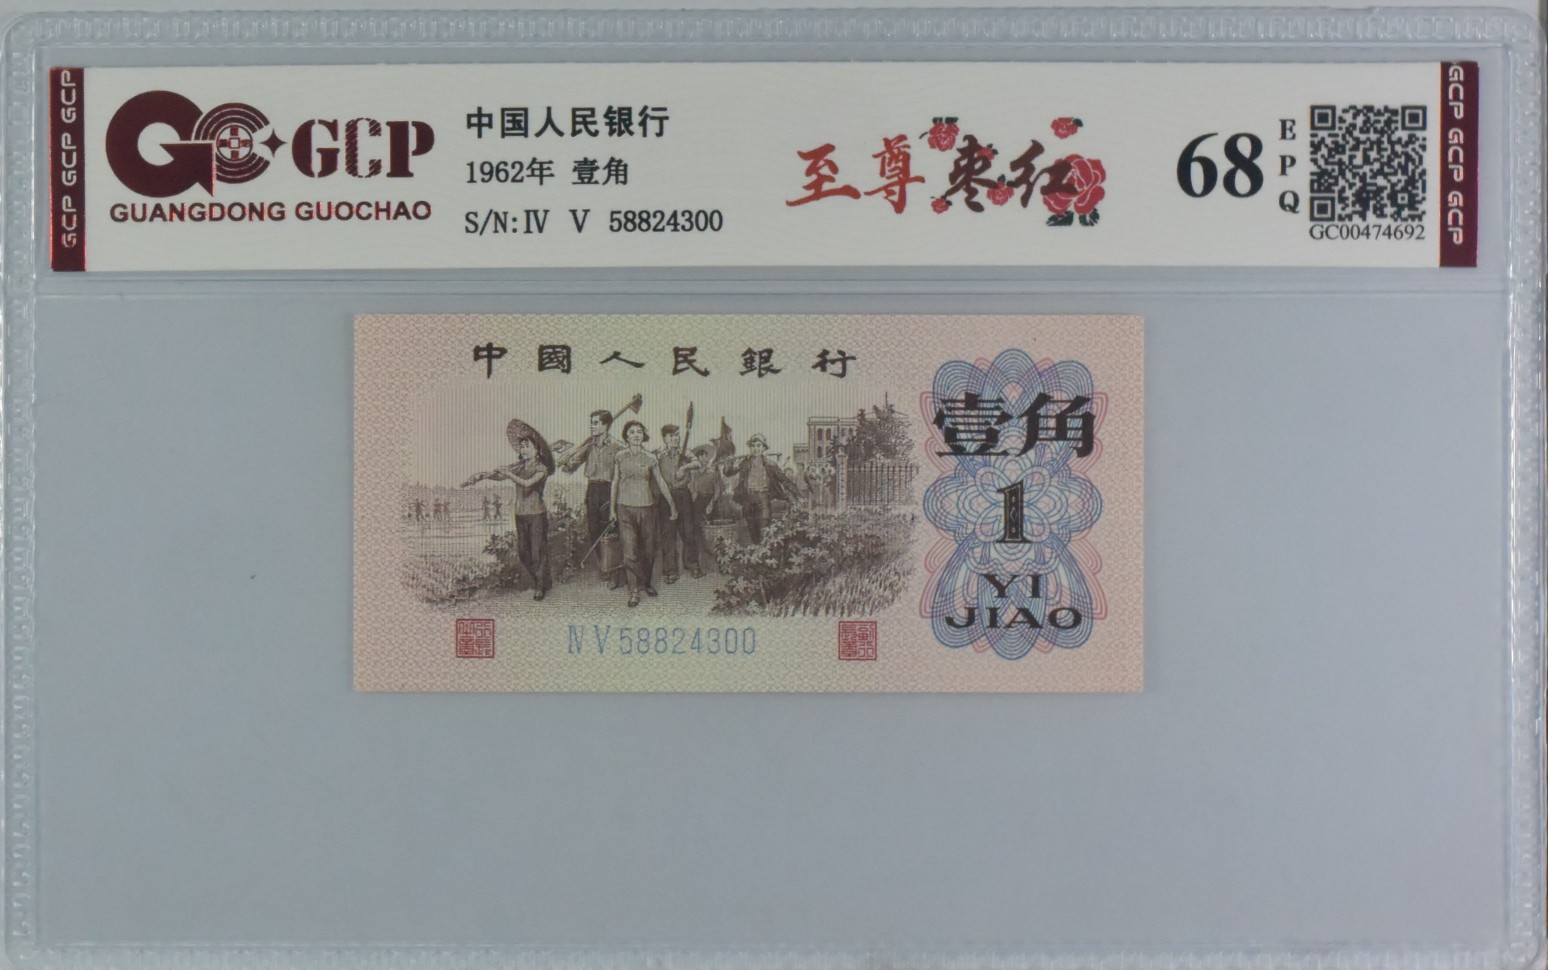 GCP GCP GCP
GCP
GUANGDONG GUOCHAO
中国人民银行
1962年 壹角
S/N:Ⅳ Ⅴ 58824300
至尊枣红
68
EPQ
GC00474692
GCP GCP GCP
中國人民銀行
壹角
1
YI
JIAO
Ⅳ Ⅴ 58824300